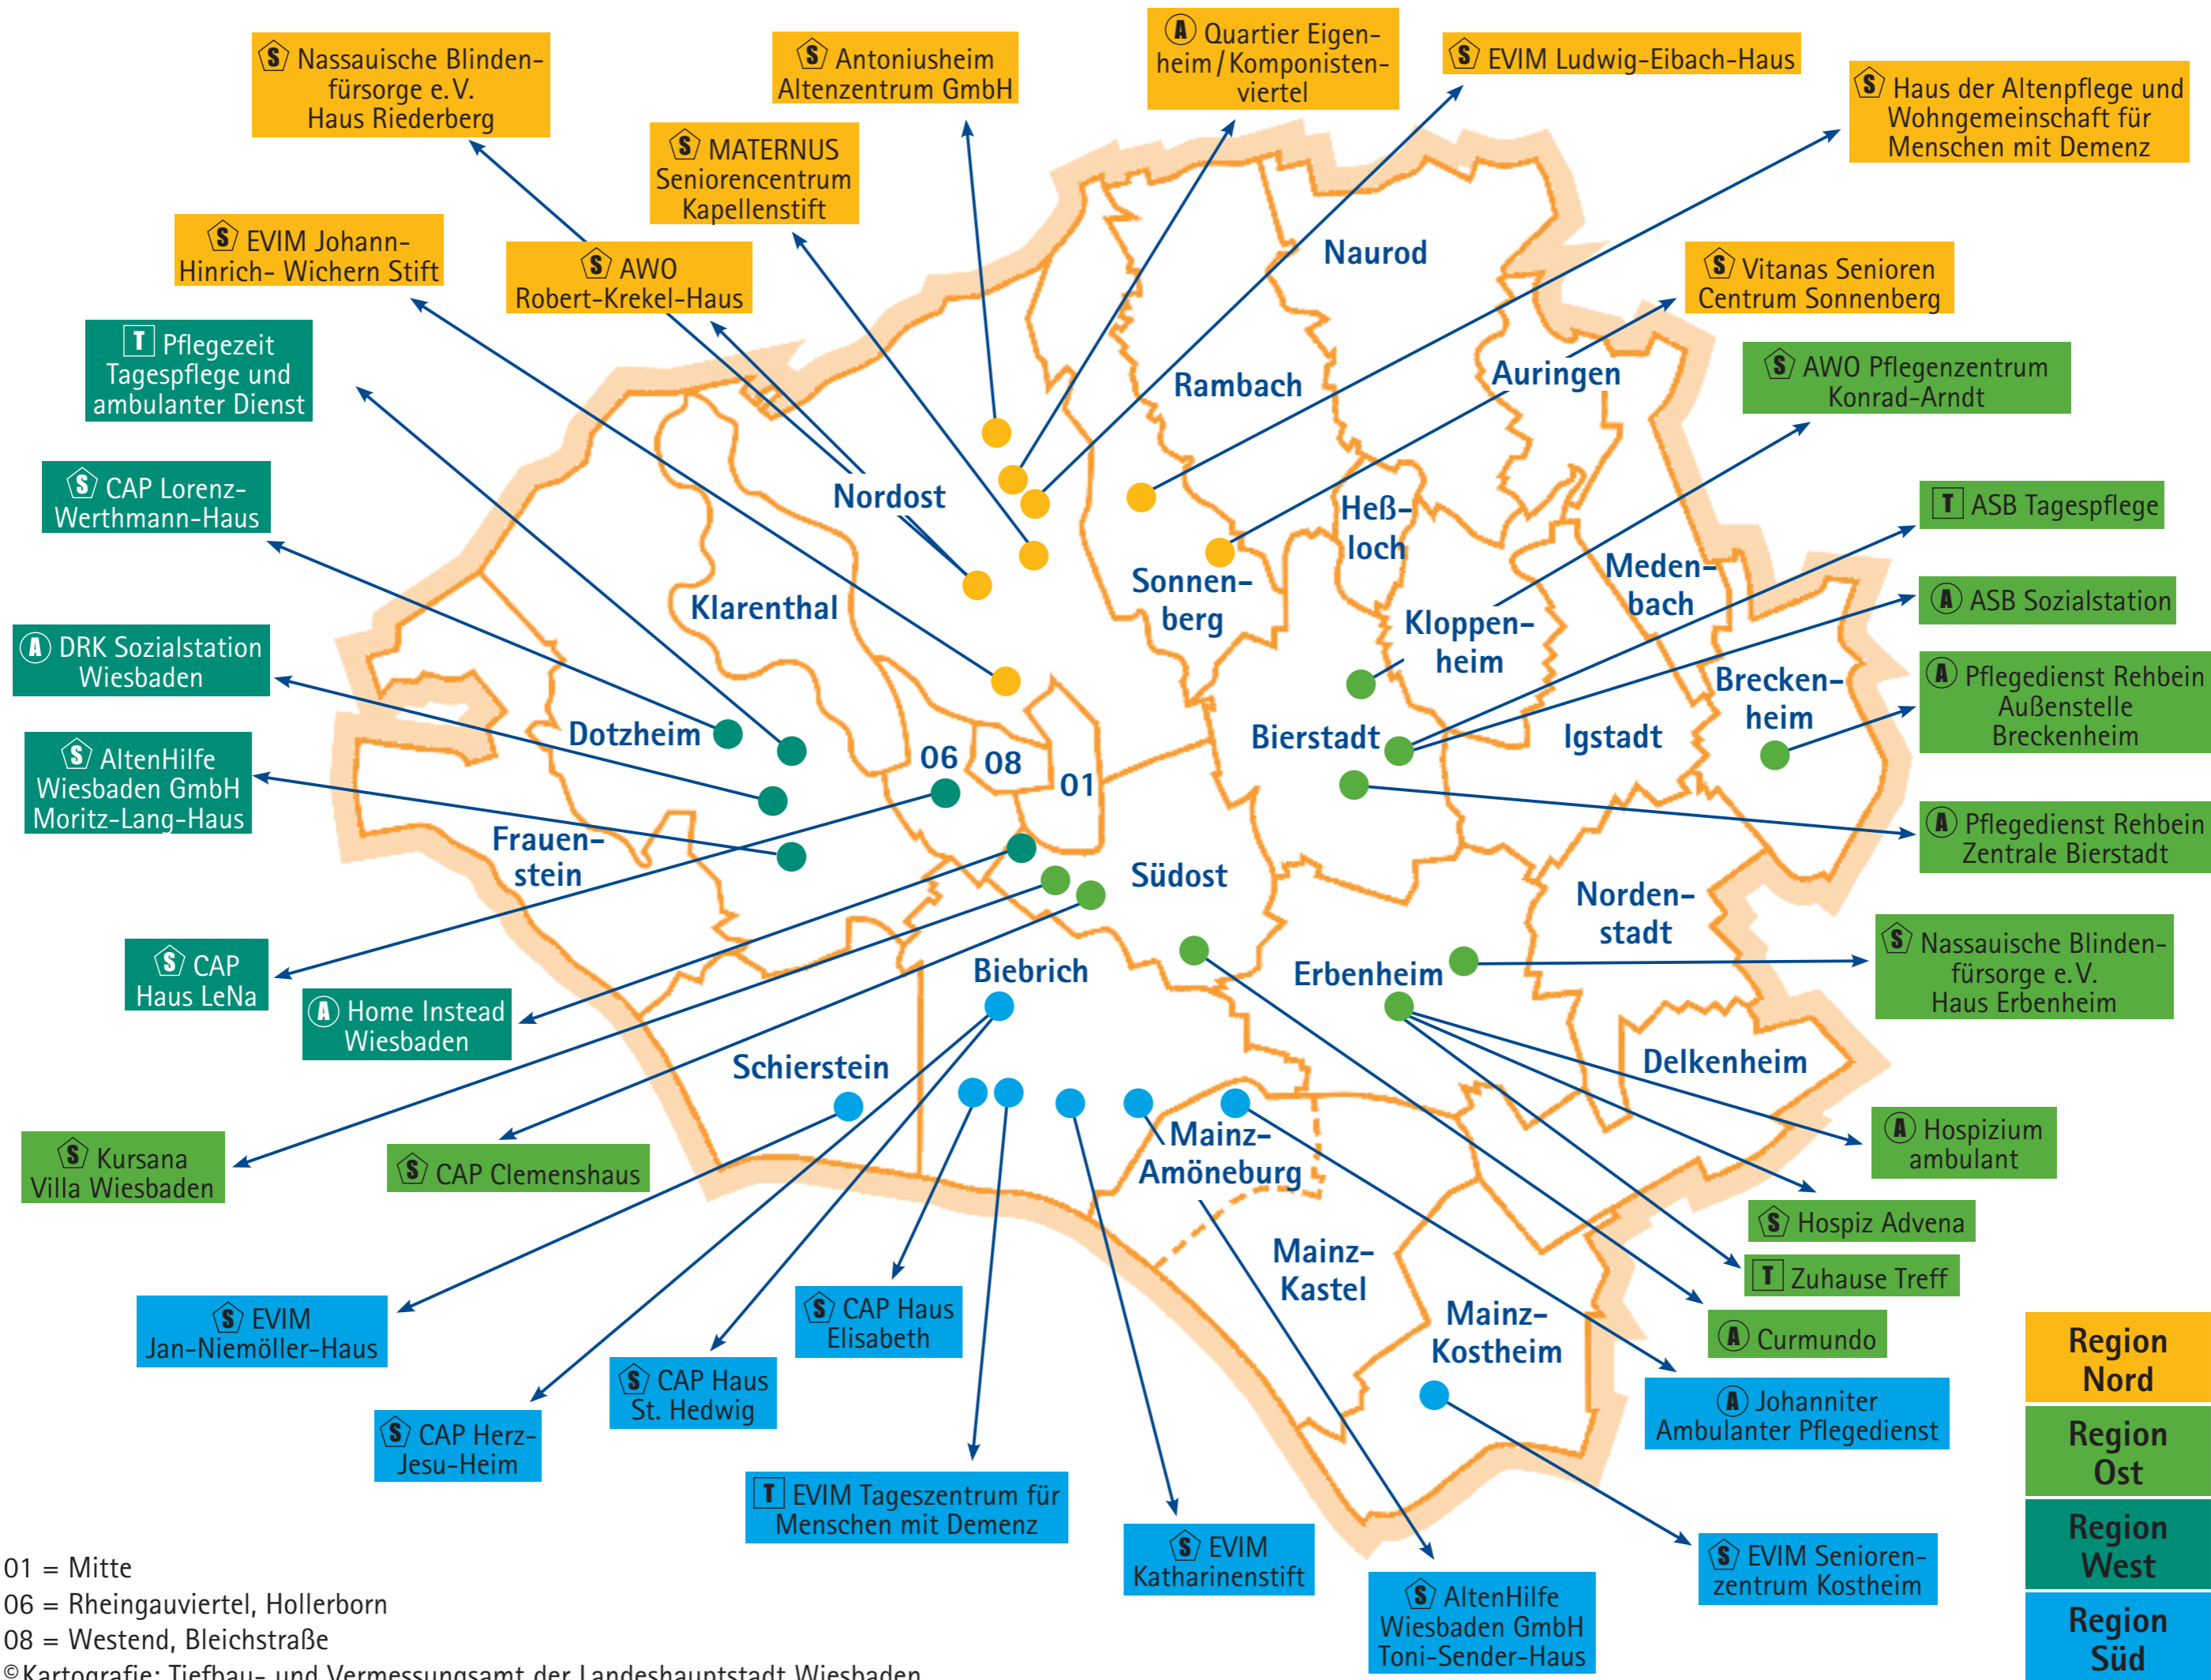 S Nassauische Blinden-
fürsorge e.V.
Haus Riederberg
S Antoniusheim
Altenzentrum GmbH
A Quartier Eigen-
heim/Komponisten-
viertel
S EVIM Ludwig-Eibach-Haus
S Haus der Altenpflege und
Wohngemeinschaft für
Menschen mit Demenz
S MATERNUS
Seniorencentrum
Kapellenstift
S EVIM Johann-
Hinrich- Wichern Stift
S AWO
Robert-Krekel-Haus
S Vitanas Senioren
Centrum Sonnenberg
T Pflegezeit
Tagespflege und
ambulanter Dienst
S AWO Pflegenzentrum
Konrad-Arndt
S CAP Lorenz-
Werthmann-Haus
T ASB Tagespflege
A ASB Sozialstation
A DRK Sozialstation
Wiesbaden
A Pflegedienst Rehbein
Außenstelle
Breckenheim
S AltenHilfe
Wiesbaden GmbH
Moritz-Lang-Haus
A Pflegedienst Rehbein
Zentrale Bierstadt
S CAP
Haus LeNa
A Home Instead
Wiesbaden
S Nassauische Blinden-
fürsorge e.V.
Haus Erbenheim
S Kursana
Villa Wiesbaden
S CAP Clemenshaus
A Hospizium
ambulant
S Hospiz Advena
T Zuhause Treff
A Curmundo
S EVIM
Jan-Niemöller-Haus
S CAP Haus
Elisabeth
S CAP Haus
St. Hedwig
S CAP Herz-
Jesu-Heim
A Johanniter
Ambulanter Pflegedienst
T EVIM Tageszentrum für
Menschen mit Demenz
S EVIM
Katharinenstift
S AltenHilfe
Wiesbaden GmbH
Toni-Sender-Haus
S EVIM Senioren-
zentrum Kostheim
Naurod
Rambach
Auringen
Nordost
Heß-
loch
Sonnen-
berg
Klarenthal
Meden-
bach
Kloppen-
heim
Brecken-
heim
Dotzheim
Bierstadt
Igstadt
06
08
01
Frauen-
stein
Südost
Norden-
stadt
Biebrich
Erbenheim
Schierstein
Delkenheim
Mainz-
Amöneburg
Mainz-
Kastel
Mainz-
Kostheim
Region
Nord
Region
Ost
Region
West
Region
Süd
01 = Mitte
06 = Rheingauviertel, Hollerborn
08 = Westend, Bleichstraße
©Kartografie: Tiefbau- und Vermessungsamt der Landeshauptstadt Wiesbaden